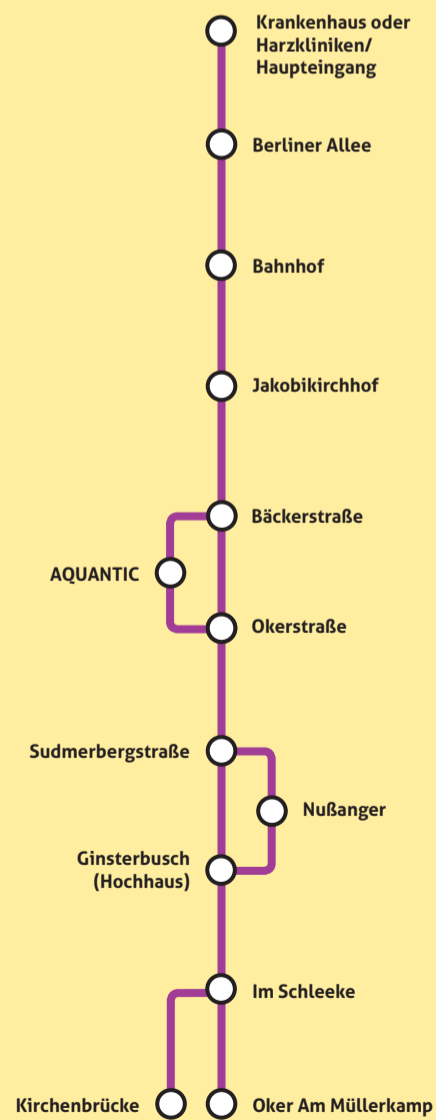 Krankenhaus oder
Harzkliniken/
Haupteingang
Berliner Allee
Bahnhof
Jakobikirchhof
Bäckerstraße
AQUANTIC
Okerstraße
Sudmerbergstraße
Nußanger
Ginsterbusch
(Hochhaus)
Im Schleeke
Kirchenbrücke
Oker Am Müllerkamp